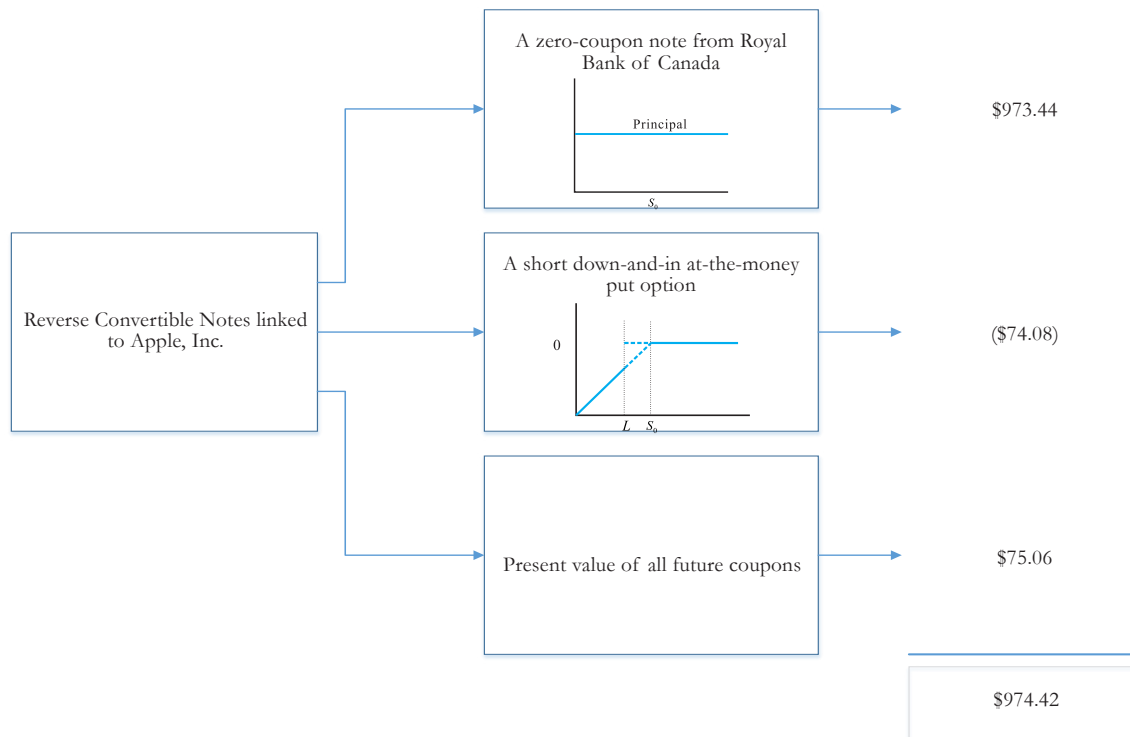 A zero-coupon note from Royal
Bank of Canada
Principal
S₀
$973.44
Reverse Convertible Notes linked
to Apple, Inc.
A short down-and-in at-the-money
put option
0
L S₀
($74.08)
Present value of all future coupons
$75.06
$974.42